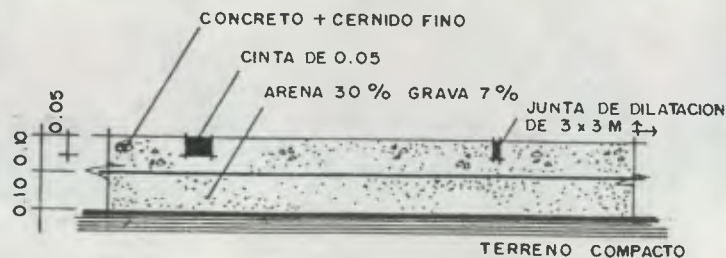 CONCRETO + CERNIDO FINO
CINTA DE 0.05
ARENA 30% GRAVA 7%
JUNTA DE DILATACION
DE 3 x 3 M
0.05
0.10
0.10
TERRENO COMPACTO